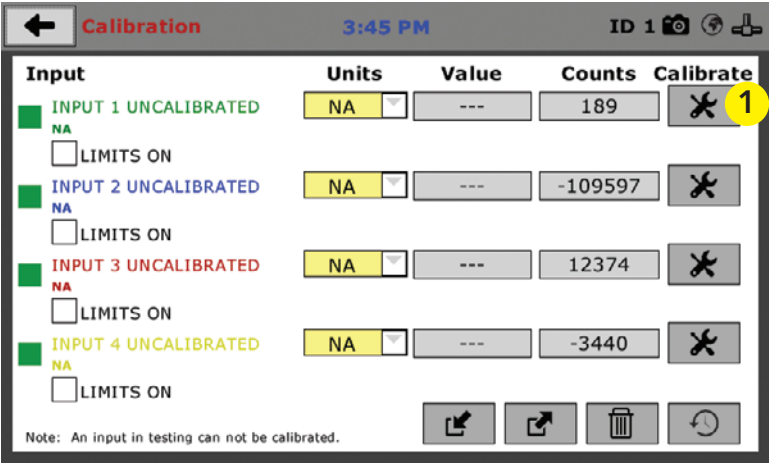 Calibration 3:45 PM ID 1
Input Units Value Counts Calibrate
INPUT 1 UNCALIBRATED NA --- 189 1
NA
LIMITS ON
INPUT 2 UNCALIBRATED NA --- -109597
NA
LIMITS ON
INPUT 3 UNCALIBRATED NA --- 12374
NA
LIMITS ON
INPUT 4 UNCALIBRATED NA --- -3440
NA
LIMITS ON
Note: An input in testing can not be calibrated.